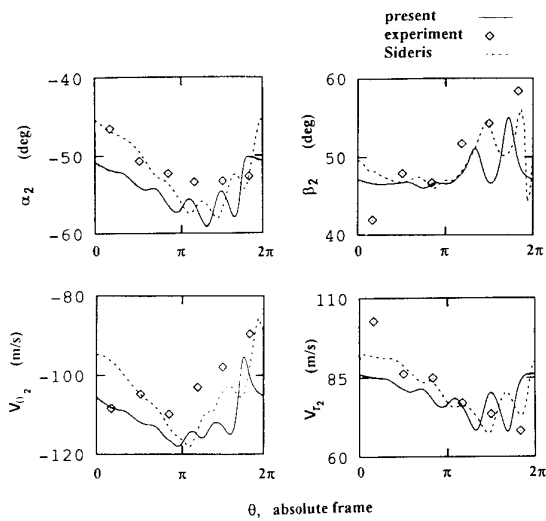 present
experiment
Sideris
-40
-50
-60
α2 (deg)
0 π 2π
60
50
40
β2 (deg)
0 π 2π
-80
-100
-120
Vθ2 (m/s)
0 π 2π
110
85
60
Vr2 (m/s)
0 π 2π
θ, absolute frame